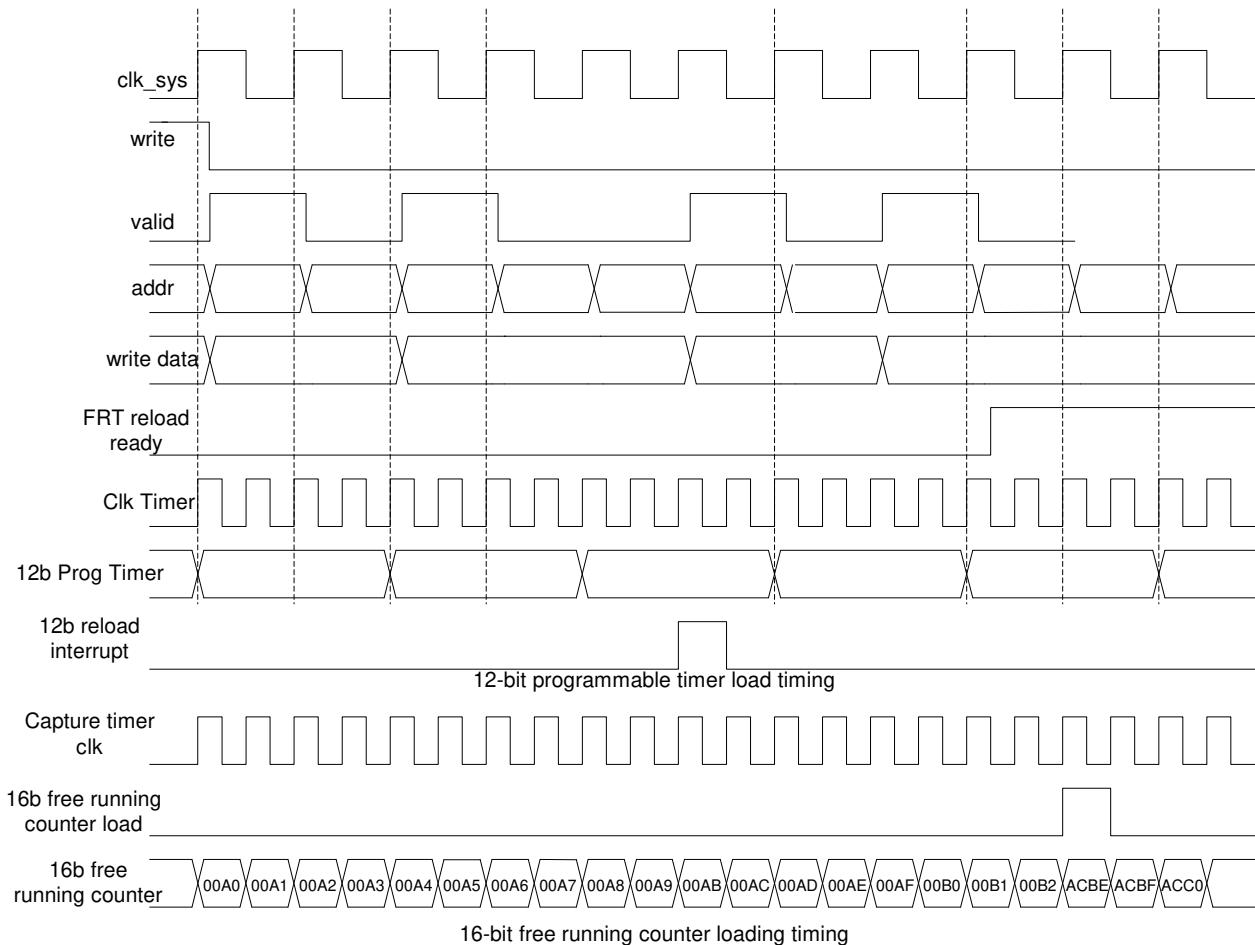 clk_sys
write
valid
addr
write data
FRT reload
ready
Clk Timer
12b Prog Timer
12b reload
interrupt
12-bit programmable timer load timing
Capture timer
clk
16b free running
counter load
16b free
running counter
00A0 00A1 00A2 00A3 00A4 00A5 00A6 00A7 00A8 00A9 00AB 00AC 00AD 00AE 00AF 00B0 00B1 00B2 ACBE ACBF ACC0
16-bit free running counter loading timing